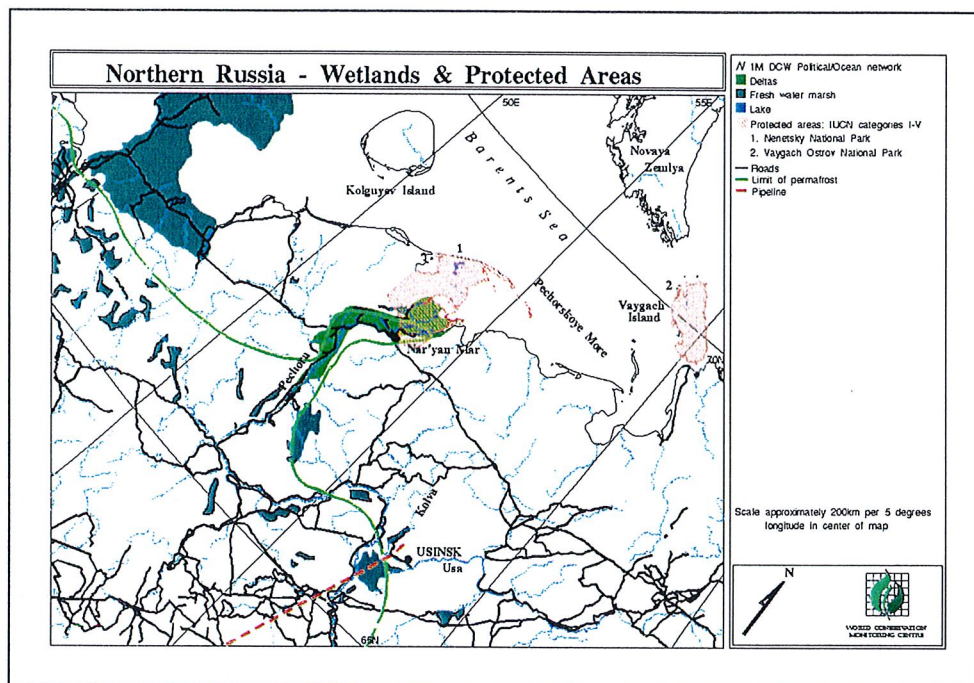 Northern Russia - Wetlands & Protected Areas
1M DCW Political/Ocean network
Deltas
Fresh water marsh
Lake
Protected areas: IUCN categories I-V
1. Nenetsky National Park
2. Vaygach Ostrov National Park
Roads
Limit of permafrost
Pipeline
50E
55E
Barents Sea
Novaya
Zemlya
Kolguyev Island
1
2
Pechorskoye More
Vaygach
Island
70N
Nar'yan Mar
Pechora
Kolva
USINSK
Usa
65N
Scale approximately 200km per 5 degrees
longitude in center of map
N
WORLD CONSERVATION
MONITORING CENTRE